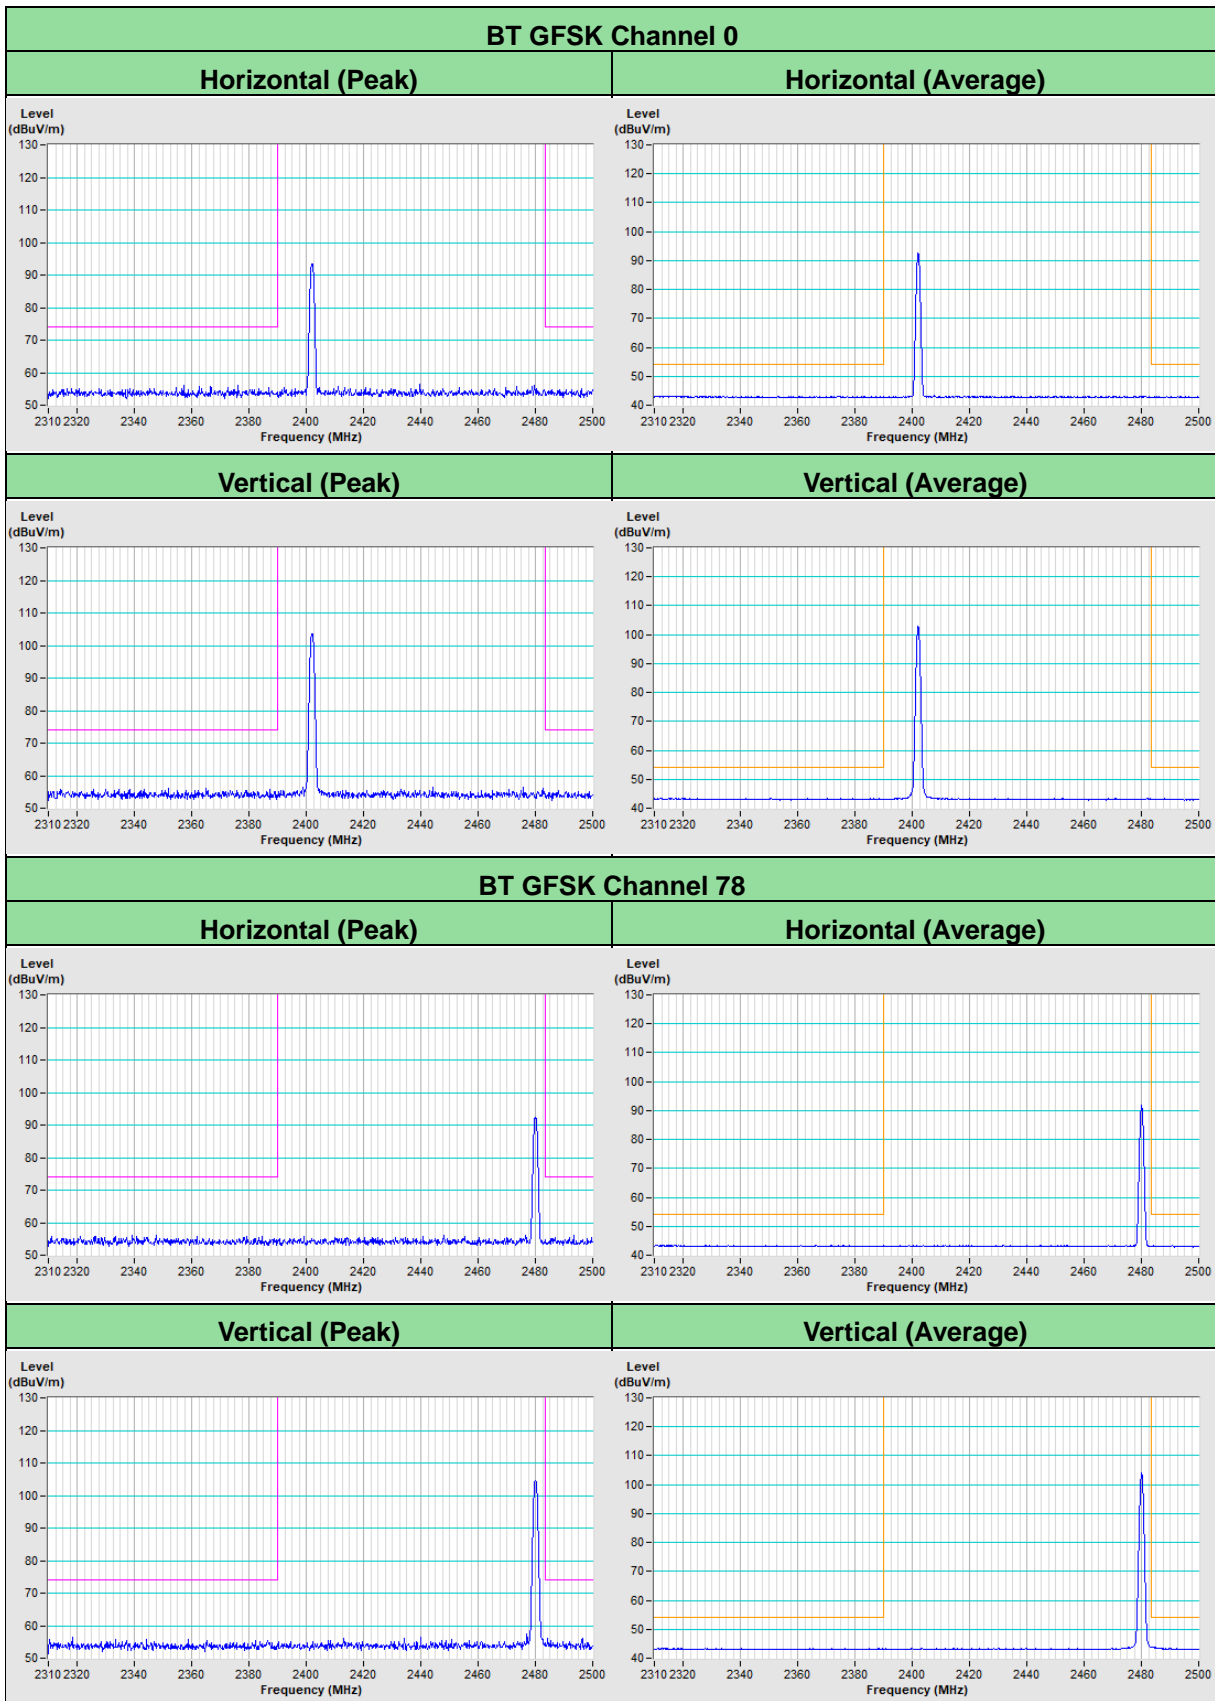 BT GFSK Channel 0
Horizontal (Peak) Horizontal (Average)
Level Level
(dBuV/m) (dBuV/m)
130 130
120 120
110 110
100 100
90 90
80 80
70 70
60 60
50 50
40
2310 2320 2340 2360 2380 2400 2420 2440 2460 2480 2500 2310 2320 2340 2360 2380 2400 2420 2440 2460 2480 2500
Frequency (MHz) Frequency (MHz)
Vertical (Peak) Vertical (Average)
Level Level
(dBuV/m) (dBuV/m)
130 130
120 120
110 110
100 100
90 90
80 80
70 70
60 60
50 50
40
2310 2320 2340 2360 2380 2400 2420 2440 2460 2480 2500 2310 2320 2340 2360 2380 2400 2420 2440 2460 2480 2500
Frequency (MHz) Frequency (MHz)
BT GFSK Channel 78
Horizontal (Peak) Horizontal (Average)
Level Level
(dBuV/m) (dBuV/m)
130 130
120 120
110 110
100 100
90 90
80 80
70 70
60 60
50 50
40
2310 2320 2340 2360 2380 2400 2420 2440 2460 2480 2500 2310 2320 2340 2360 2380 2400 2420 2440 2460 2480 2500
Frequency (MHz) Frequency (MHz)
Vertical (Peak) Vertical (Average)
Level Level
(dBuV/m) (dBuV/m)
130 130
120 120
110 110
100 100
90 90
80 80
70 70
60 60
50 50
40
2310 2320 2340 2360 2380 2400 2420 2440 2460 2480 2500 2310 2320 2340 2360 2380 2400 2420 2440 2460 2480 2500
Frequency (MHz) Frequency (MHz)